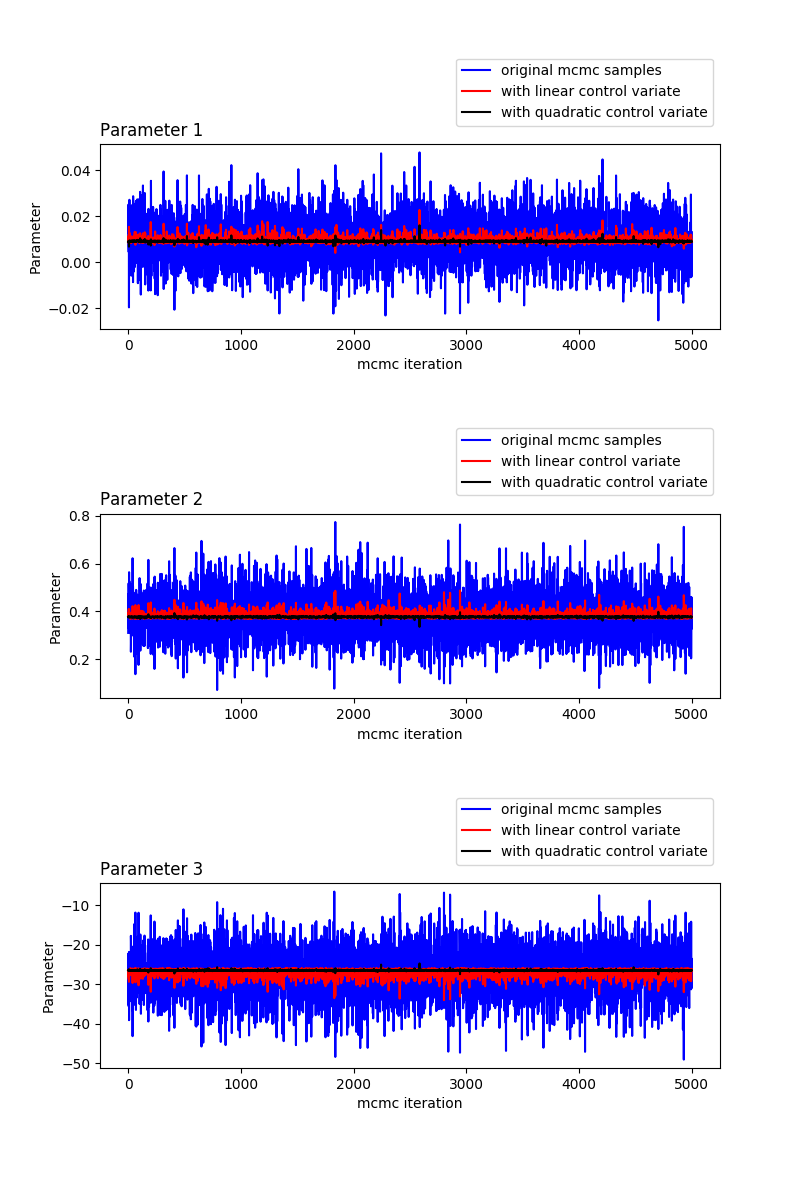 original mcmc samples
with linear control variate
with quadratic control variate
Parameter 1
0.04
0.02
0.00
−0.02
Parameter
0 1000 2000 3000 4000 5000
mcmc iteration
original mcmc samples
with linear control variate
with quadratic control variate
Parameter 2
0.8
0.6
0.4
0.2
Parameter
0 1000 2000 3000 4000 5000
mcmc iteration
original mcmc samples
with linear control variate
with quadratic control variate
Parameter 3
−10
−20
−30
−40
−50
Parameter
0 1000 2000 3000 4000 5000
mcmc iteration